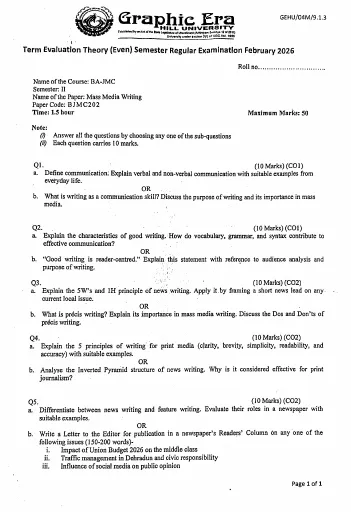 GEHU/04M/9.1.3
Graphic Era
HILL UNIVERSITY
Term Evaluation Theory (Even) Semester Regular Examination February 2026
Roll no..............................
Name of the Course: BA-JMC
Semester: II
Name of the Paper: Mass Media Writing
Paper Code: BJMC202
Time: 1.5 hour Maximum Marks: 50
Note:
(i) Answer all the questions by choosing any one of the sub-questions
(ii) Each question carries 10 marks.
Q1. (10 Marks) (CO1)
a. Define communication. Explain verbal and non-verbal communication with suitable examples from
everyday life.
OR
b. What is writing as a communication skill? Discuss the purpose of writing and its importance in mass
media.
Q2. (10 Marks) (CO1)
a. Explain the characteristics of good writing. How do vocabulary, grammar, and syntax contribute to
effective communication?
OR
b. "Good writing is reader-centred." Explain this statement with reference to audience analysis and
purpose of writing.
Q3. (10 Marks) (CO2)
a. Explain the 5W's and 1H principle of news writing. Apply it by framing a short news lead on any
current local issue.
OR
b. What is précis writing? Explain its importance in mass media writing. Discuss the Dos and Don'ts of
précis writing.
Q4. (10 Marks) (CO2)
a. Explain the 5 principles of writing for print media (clarity, brevity, simplicity, readability, and
accuracy) with suitable examples.
OR
b. Analyse the Inverted Pyramid structure of news writing. Why is it considered effective for print
journalism?
Q5. (10 Marks) (CO2)
a. Differentiate between news writing and feature writing. Evaluate their roles in a newspaper with
suitable examples.
OR
b. Write a Letter to the Editor for publication in a newspaper's Readers' Column on any one of the
following issues (150-200 words)-
i. Impact of Union Budget 2026 on the middle class
ii. Traffic management in Dehradun and civic responsibility
iii. Influence of social media on public opinion
Page 1 of 1